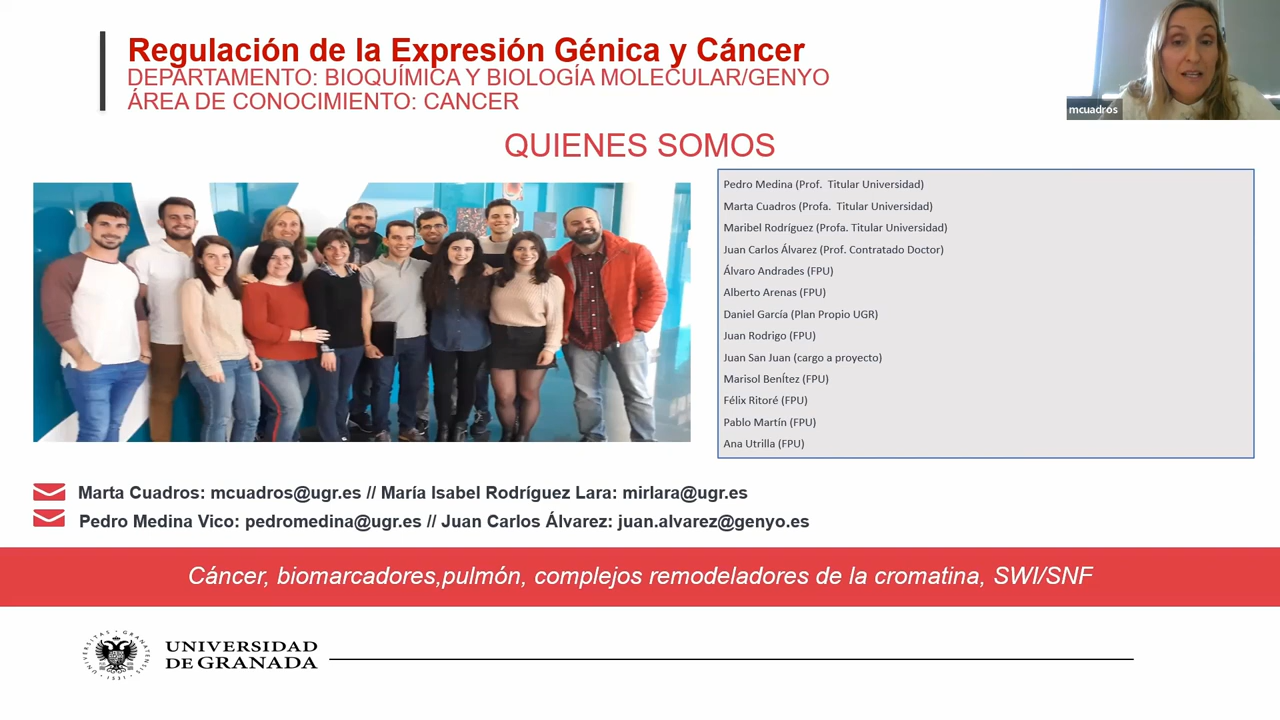 Regulación de la Expresión Génica y Cáncer
DEPARTAMENTO: BIOQUÍMICA Y BIOLOGÍA MOLECULAR/GENYO
ÁREA DE CONOCIMIENTO: CANCER
mcuadros
QUIENES SOMOS
Pedro Medina (Prof. Titular Universidad)
Marta Cuadros (Profa. Titular Universidad)
Maribel Rodríguez (Profa. Titular Universidad)
Juan Carlos Álvarez (Prof. Contratado Doctor)
Álvaro Andrades (FPU)
Alberto Arenas (FPU)
Daniel García (Plan Propio UGR)
Juan Rodrigo (FPU)
Juan San Juan (cargo a proyecto)
Marisol BenÍtez (FPU)
Félix Ritoré (FPU)
Pablo Martín (FPU)
Ana Utrilla (FPU)
Marta Cuadros: mcuadros@ugr.es // María Isabel Rodríguez Lara: mirlara@ugr.es
Pedro Medina Vico: pedromedina@ugr.es // Juan Carlos Álvarez: juan.alvarez@genyo.es
Cáncer, biomarcadores,pulmón, complejos remodeladores de la cromatina, SWI/SNF
UNIVERSITAS GRANATENSIS 1531
UNIVERSIDAD
DE GRANADA